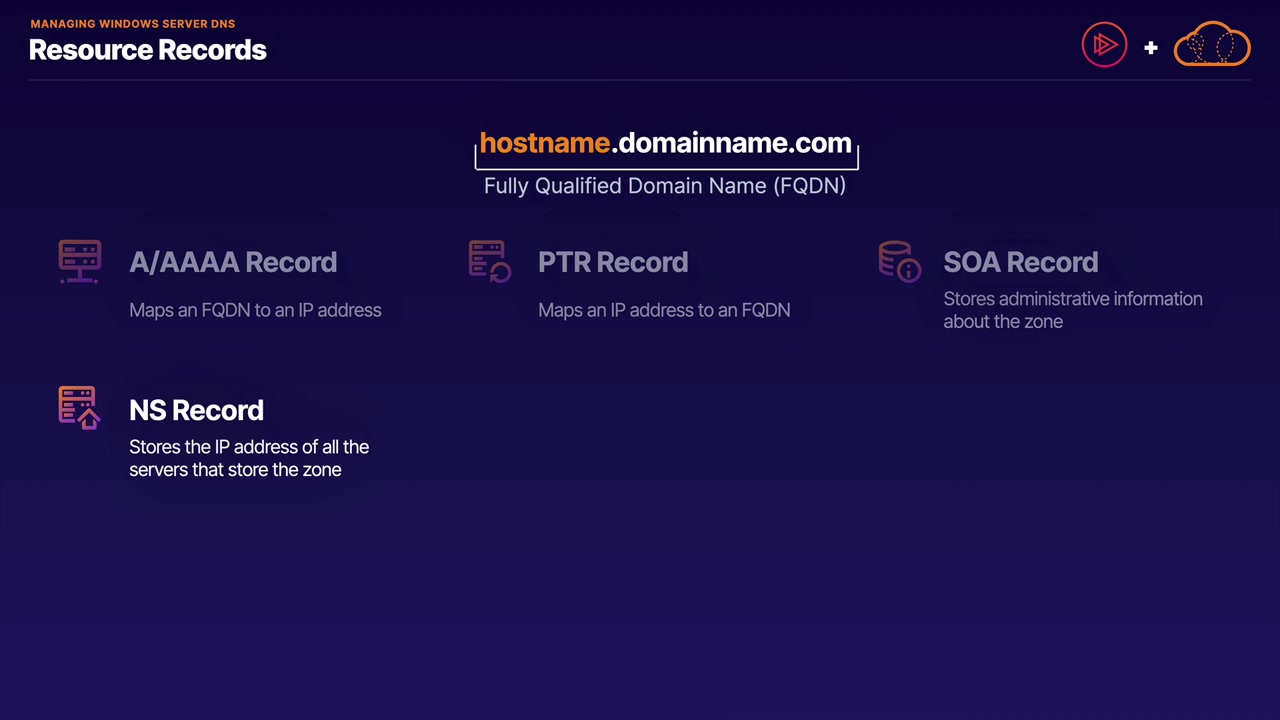 MANAGING WINDOWS SERVER DNS
Resource Records
hostname.domainname.com
Fully Qualified Domain Name (FQDN)
A/AAAA Record
Maps an FQDN to an IP address
PTR Record
Maps an IP address to an FQDN
SOA Record
Stores administrative information
about the zone
NS Record
Stores the IP address of all the
servers that store the zone